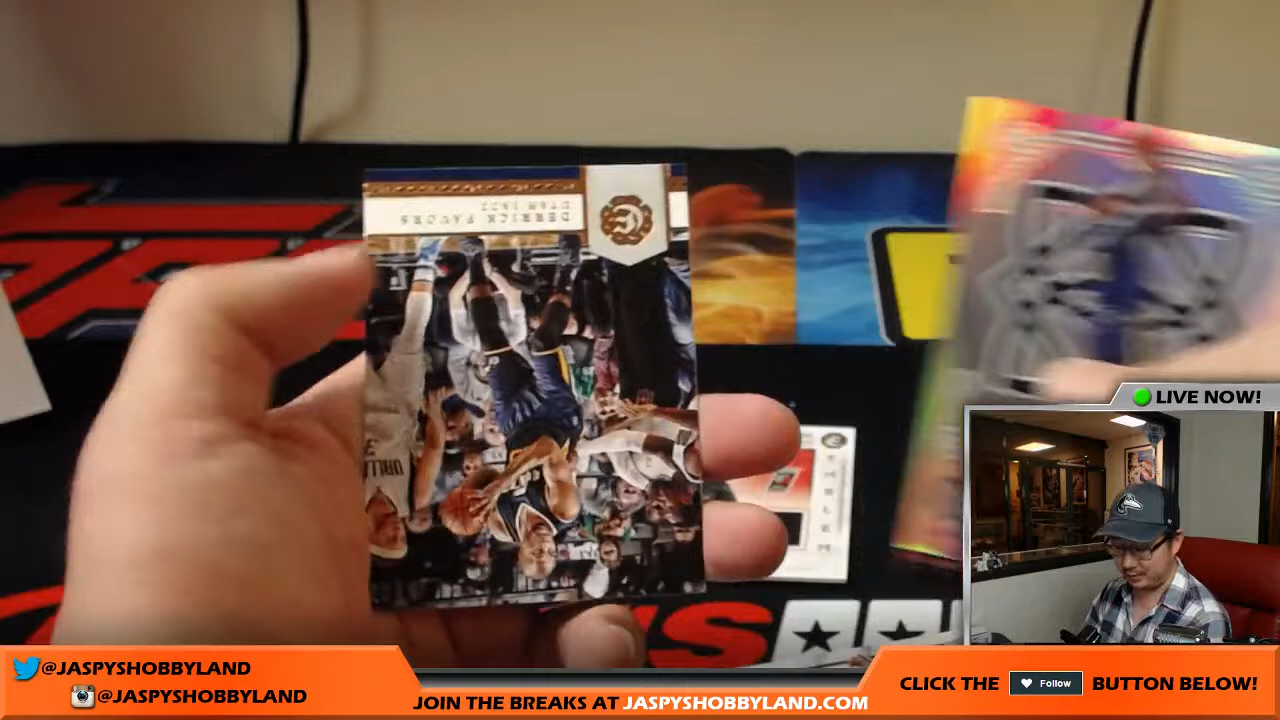 DERRICK FAVORS
UTAH JAZZ
LIVE NOW!
@JASPYSHOBBYLAND
@JASPYSHOBBYLAND
JOIN THE BREAKS AT JASPYSHOBBYLAND.COM
CLICK THE Follow BUTTON BELOW!